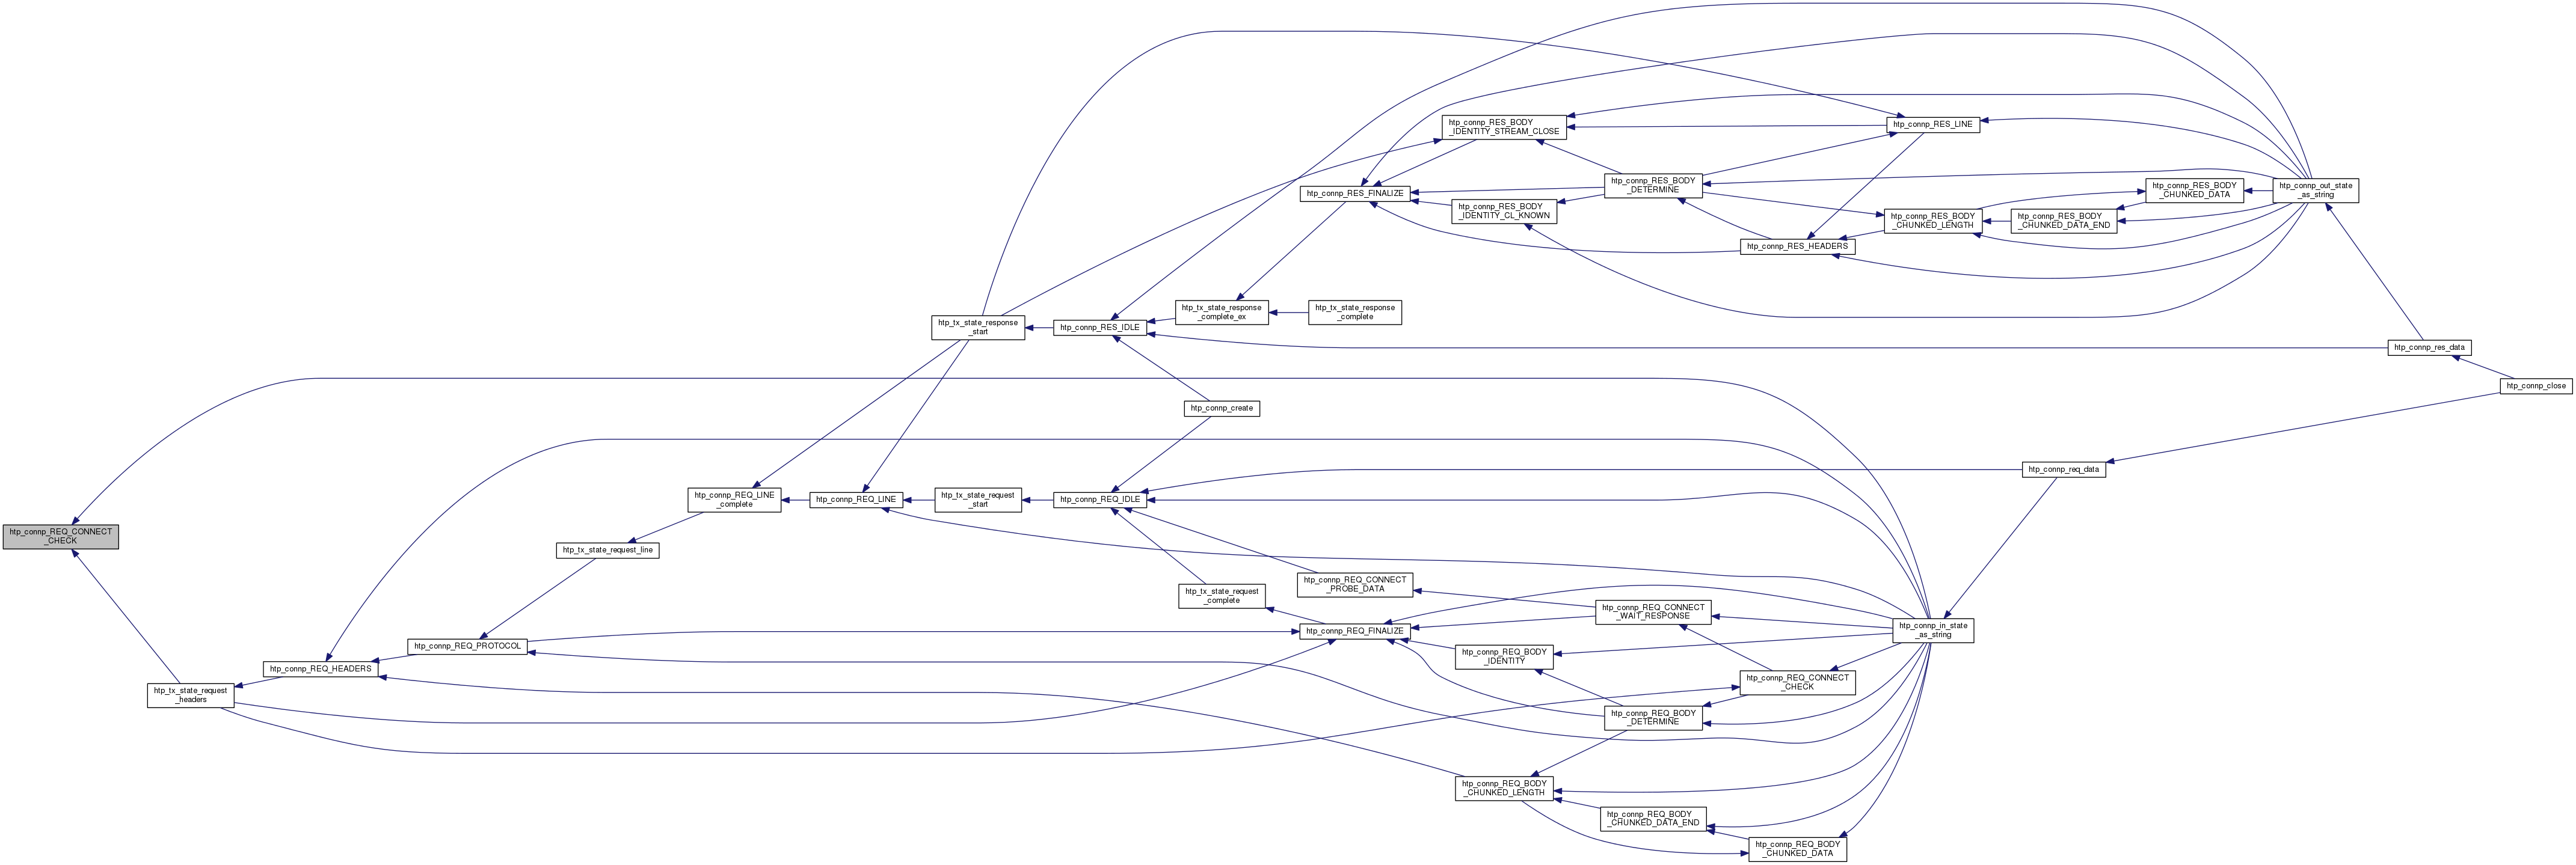 htp_connp_RES_BODY
_IDENTITY_STREAM_CLOSE
htp_connp_RES_LINE
htp_connp_RES_FINALIZE
htp_connp_RES_BODY
_DETERMINE
htp_connp_RES_BODY
_CHUNKED_DATA
htp_connp_out_state
_as_string
htp_connp_RES_BODY
_IDENTITY_CL_KNOWN
htp_connp_RES_BODY
_CHUNKED_LENGTH
htp_connp_RES_BODY
_CHUNKED_DATA_END
htp_connp_RES_HEADERS
htp_tx_state_response
_start
htp_connp_RES_IDLE
htp_tx_state_response
_complete_ex
htp_tx_state_response
_complete
htp_connp_res_data
htp_connp_close
htp_connp_create
htp_connp_req_data
htp_connp_REQ_LINE
_complete
htp_connp_REQ_LINE
htp_tx_state_request
_start
htp_connp_REQ_IDLE
htp_connp_REQ_CONNECT
_CHECK
htp_tx_state_request_line
htp_connp_REQ_CONNECT
_PROBE_DATA
htp_tx_state_request
_complete
htp_connp_REQ_CONNECT
_WAIT_RESPONSE
htp_connp_in_state
_as_string
htp_connp_REQ_FINALIZE
htp_connp_REQ_PROTOCOL
htp_connp_REQ_BODY
_IDENTITY
htp_connp_REQ_HEADERS
htp_connp_REQ_CONNECT
_CHECK
htp_tx_state_request
_headers
htp_connp_REQ_BODY
_DETERMINE
htp_connp_REQ_BODY
_CHUNKED_LENGTH
htp_connp_REQ_BODY
_CHUNKED_DATA_END
htp_connp_REQ_BODY
_CHUNKED_DATA